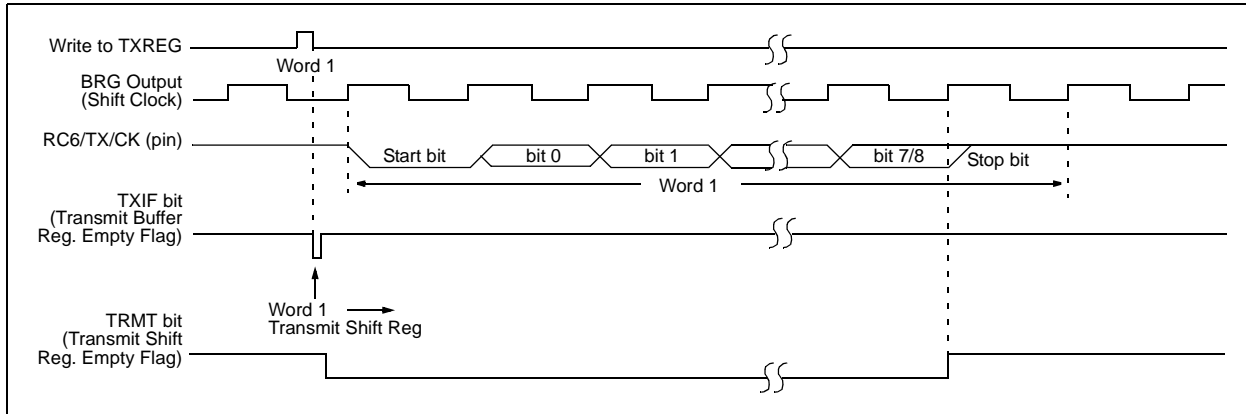 Write to TXREG
Word 1
BRG Output
(Shift Clock)
RC6/TX/CK (pin)
Start bit
bit 0
bit 1
bit 7/8
Stop bit
Word 1
TXIF bit
(Transmit Buffer
Reg. Empty Flag)
Word 1
Transmit Shift Reg
TRMT bit
(Transmit Shift
Reg. Empty Flag)